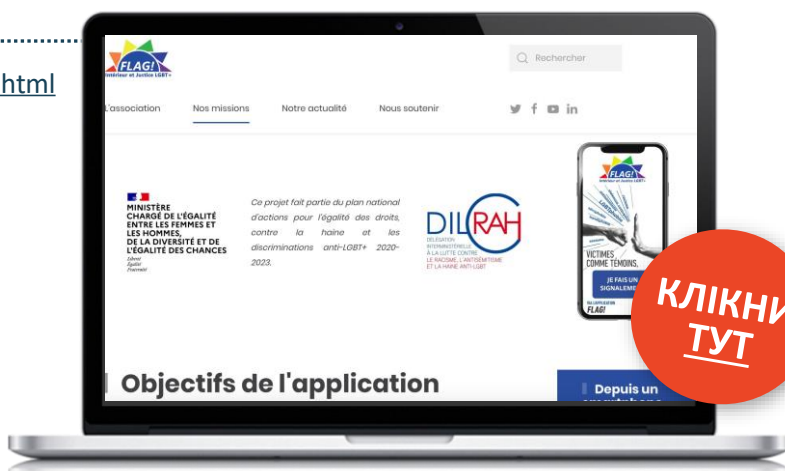 html
FLAG!
Intérieur et Justice LGBT+
Rechercher
L'association
Nos missions
Notre actualité
Nous soutenir
MINISTÈRE
CHARGÉ DE L'ÉGALITÉ
ENTRE LES FEMMES ET
LES HOMMES,
DE LA DIVERSITÉ ET DE
L'ÉGALITÉ DES CHANCES
Liberté
Égalité
Fraternité
Ce projet fait partie du plan national
d'actions pour l'égalité des droits,
contre la haine et les
discriminations anti-LGBT+ 2020-
2023.
DILCRAH
DÉLÉGATION
INTERMINISTÉRIELLE
À LA LUTTE CONTRE
LE RACISME, L'ANTISÉMITISME
ET LA HAINE ANTI-LGBT
FLAG!
VICTIMES
COMME TÉMOINS,
JE FAIS UN
SIGNALEMENT
FLAG!
КЛІКНИ
ТУТ
Objectifs de l'application
Depuis un